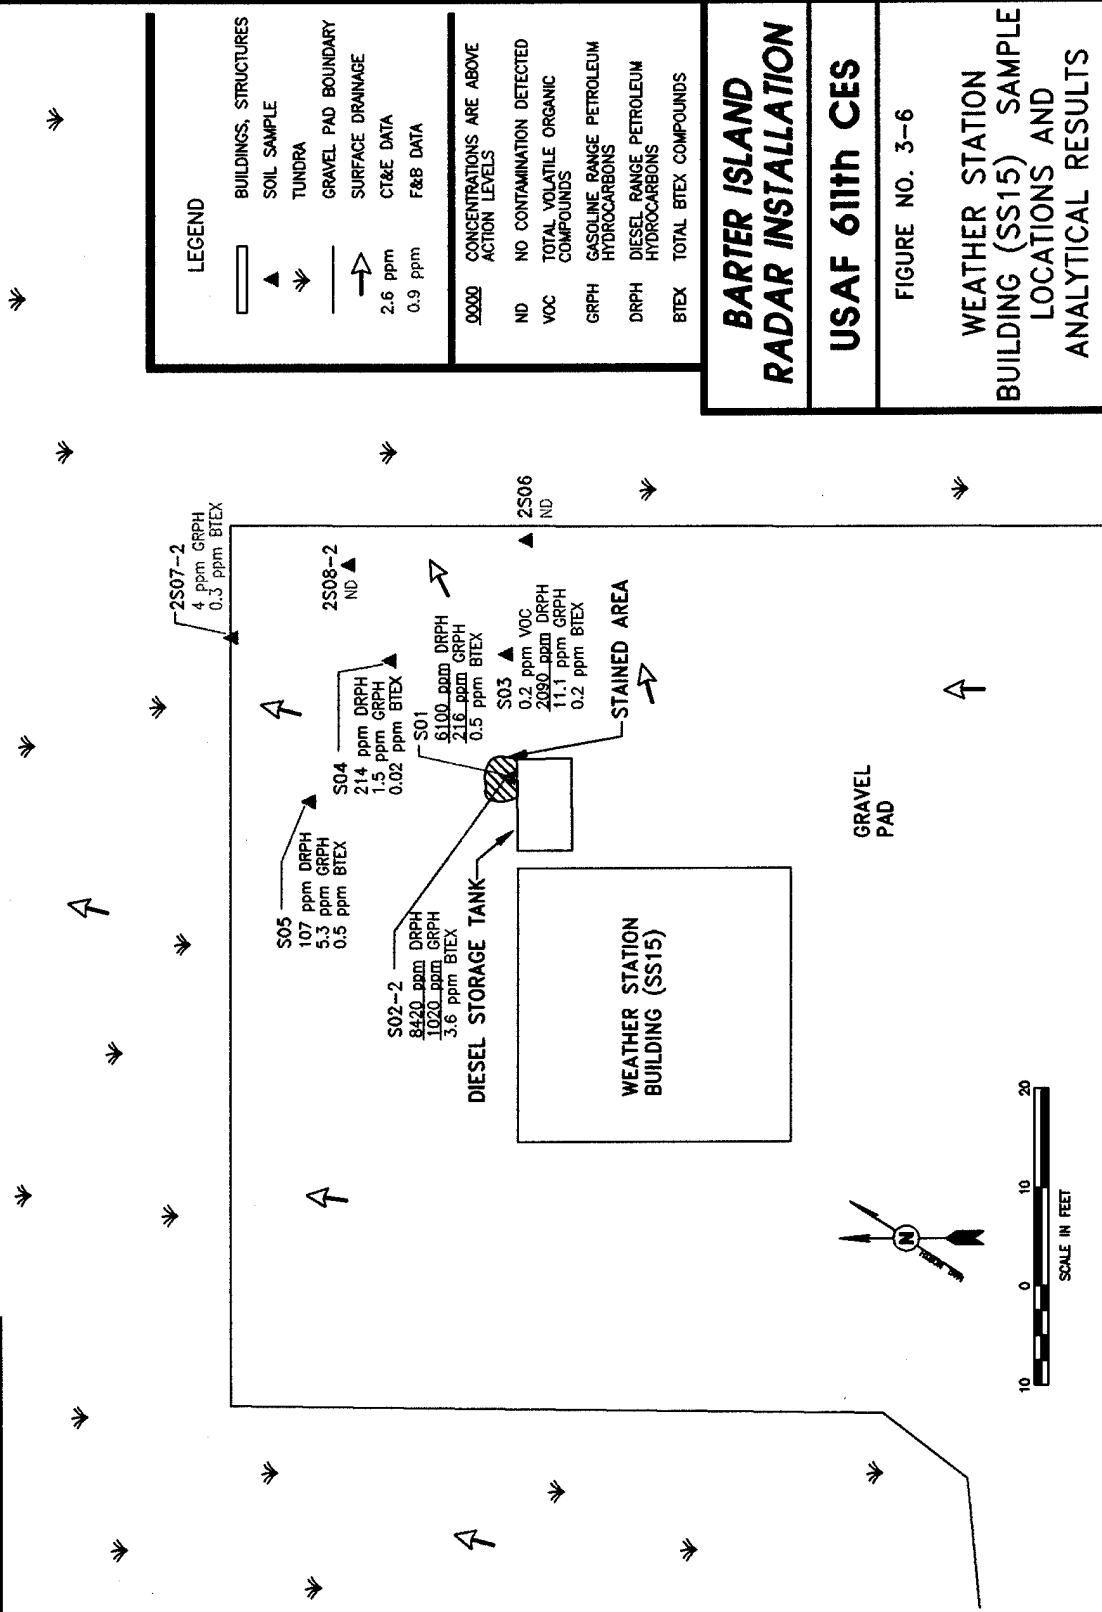 LEGEND
BUILDINGS, STRUCTURES
SOIL SAMPLE
TUNDRA
GRAVEL PAD BOUNDARY
SURFACE DRAINAGE
2.6 ppm CT&E DATA
0.9 ppm F&B DATA
0000 CONCENTRATIONS ARE ABOVE
ACTION LEVELS
ND NO CONTAMINATION DETECTED
VOC TOTAL VOLATILE ORGANIC
COMPOUNDS
GRPH GASOLINE RANGE PETROLEUM
HYDROCARBONS
DRPH DIESEL RANGE PETROLEUM
HYDROCARBONS
BTEX TOTAL BTEX COMPOUNDS
BARTER ISLAND
RADAR INSTALLATION
USAF 611th CES
FIGURE NO. 3-6
WEATHER STATION
BUILDING (SS15) SAMPLE
LOCATIONS AND
ANALYTICAL RESULTS
2S07-2
4 ppm GRPH
0.3 ppm BTEX
2S08-2
ND
2S06
ND
S05
107 ppm DRPH
5.3 ppm GRPH
0.5 ppm BTEX
S04
214 ppm DRPH
1.5 ppm GRPH
0.02 ppm BTEX
S01
6100 ppm DRPH
216 ppm GRPH
0.5 ppm BTEX
S03
0.2 ppm VOC
2090 ppm DRPH
11.1 ppm GRPH
0.2 ppm BTEX
S02-2
8420 ppm DRPH
1020 ppm GRPH
3.6 ppm BTEX
DIESEL STORAGE TANK
STAINED AREA
WEATHER STATION
BUILDING (SS15)
GRAVEL
PAD
N
MAG. NORTH
10 0 10 20
SCALE IN FEET